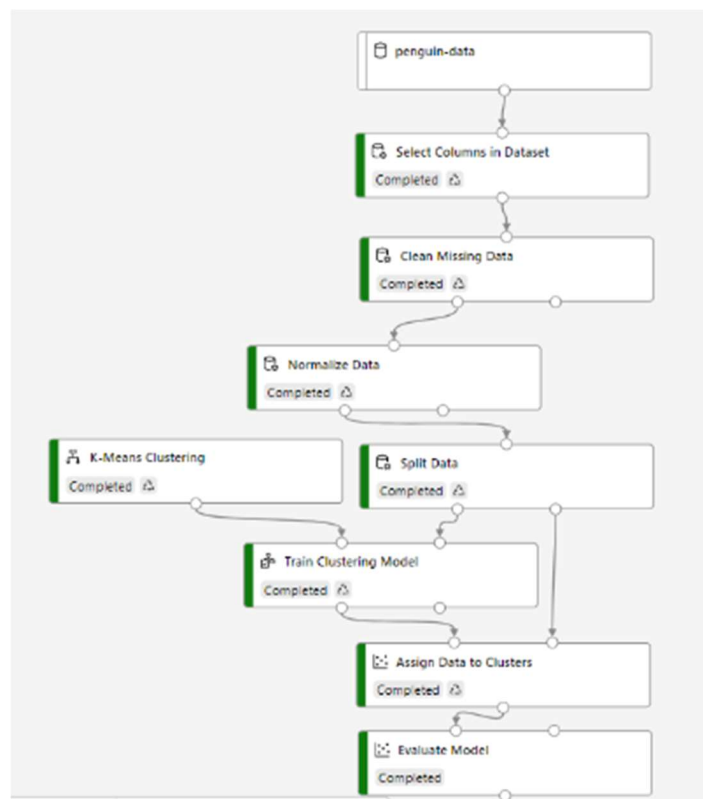 penguin-data
Select Columns in Dataset
Completed
Clean Missing Data
Completed
Normalize Data
Completed
K-Means Clustering
Completed
Split Data
Completed
Train Clustering Model
Completed
Assign Data to Clusters
Completed
Evaluate Model
Completed